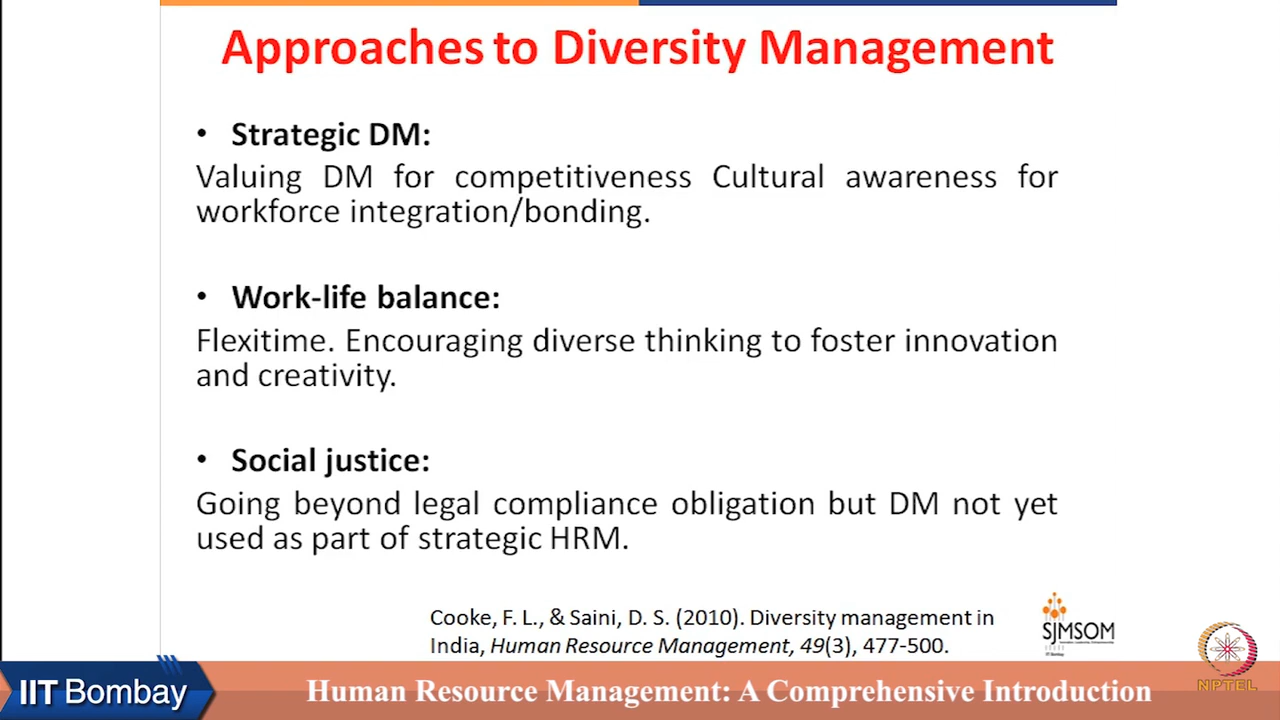 Approaches to Diversity Management
• Strategic DM:
Valuing DM for competitiveness Cultural awareness for
workforce integration/bonding.
• Work-life balance:
Flexitime. Encouraging diverse thinking to foster innovation
and creativity.
• Social justice:
Going beyond legal compliance obligation but DM not yet
used as part of strategic HRM.
Cooke, F. L., & Saini, D. S. (2010). Diversity management in
India, Human Resource Management, 49(3), 477-500.
SJMSOM
IIT Bombay
Human Resource Management: A Comprehensive Introduction
NPTEL